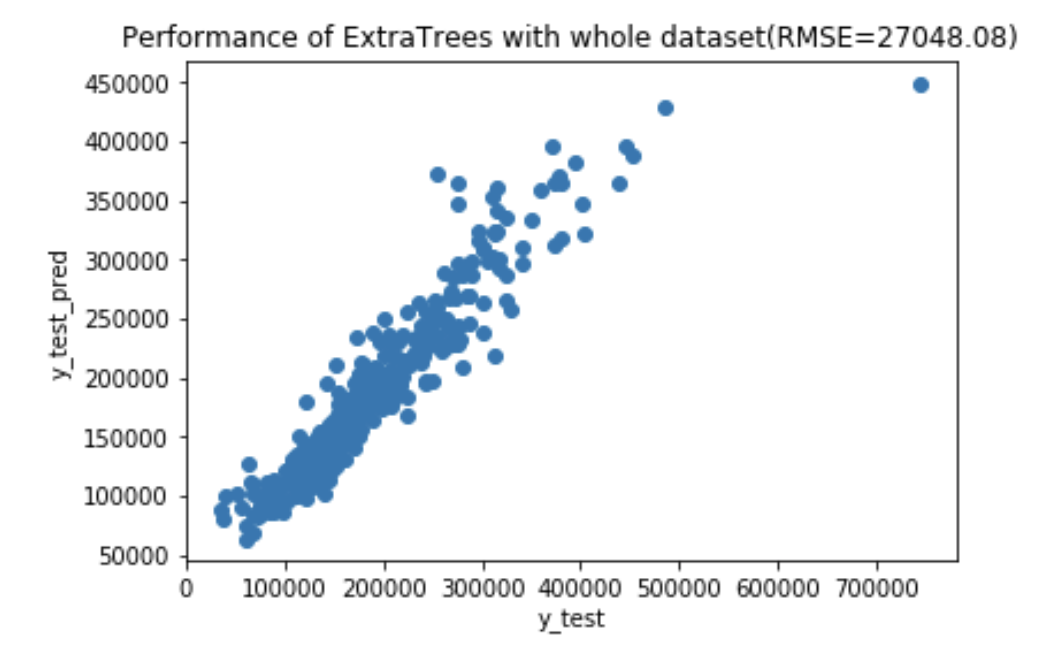 Performance of ExtraTrees with whole dataset(RMSE=27048.08)
450000
400000
350000
300000
250000
200000
150000
100000
50000
y_test_pred
0 100000 200000 300000 400000 500000 600000 700000
y_test